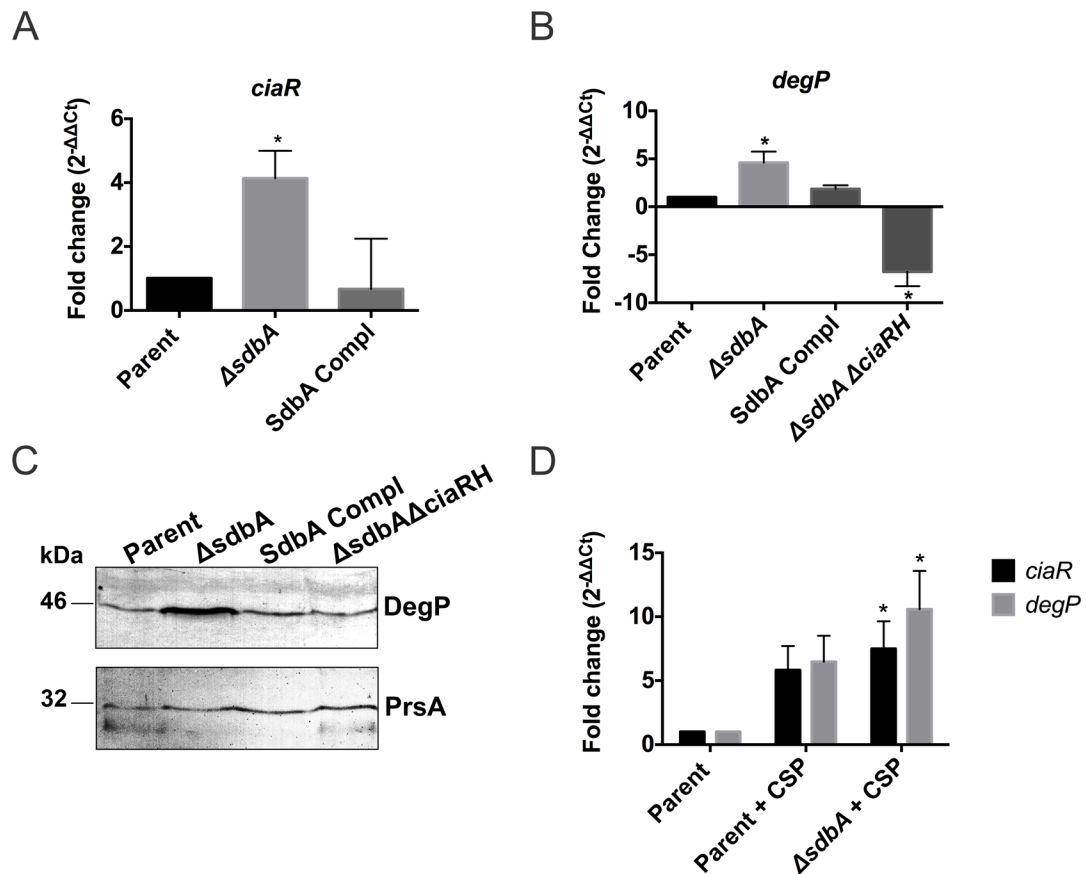 A
ciaR
Fold change (2-ΔΔCt)
6
4
2
0
*
Parent
ΔsdbA
SdbA Compl
B
degP
Fold Change (2-ΔΔCt)
10
5
0
-5
-10
*
*
Parent
ΔsdbA
SdbA Compl
ΔsdbA ΔciaRH
C
kDa
Parent
ΔsdbA
SdbA Compl
ΔsdbAΔciaRH
46
DegP
32
PrsA
D
Fold change (2-ΔΔCt)
15
10
5
0
*
*
ciaR
degP
Parent
Parent + CSP
ΔsdbA + CSP